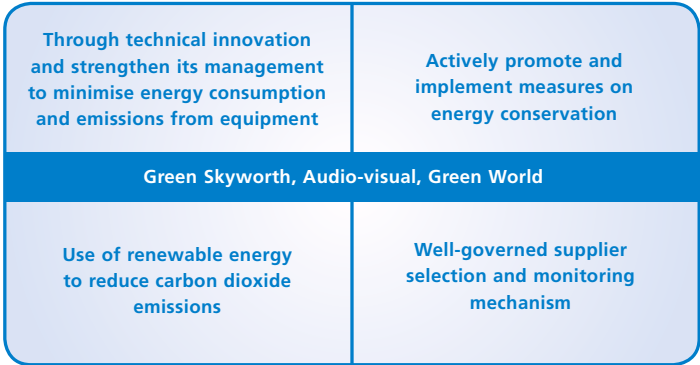 Through technical innovation
and strengthen its management
to minimise energy consumption
and emissions from equipment
Actively promote and
implement measures on
energy conservation
Green Skyworth, Audio-visual, Green World
Use of renewable energy
to reduce carbon dioxide
emissions
Well-governed supplier
selection and monitoring
mechanism